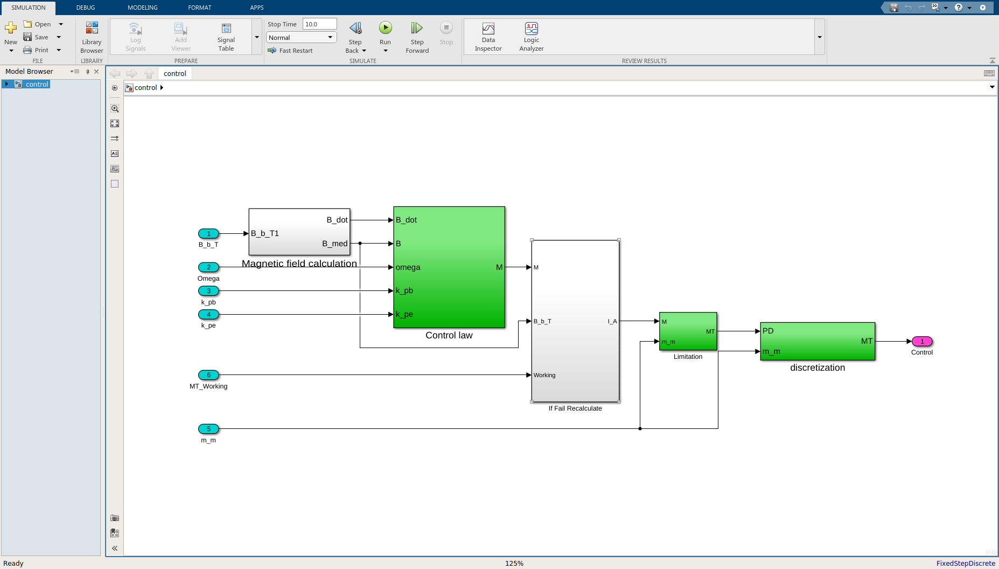 SIMULATION DEBUG MODELING FORMAT APPS
New
Open
Save
Print
FILE
Library
Browser
LIBRARY
Log
Signals
Add
Viewer
Signal
Table
PREPARE
Stop Time 10.0
Normal
Fast Restart
Step
Back
Run
Step
Forward
Stop
SIMULATE
Data
Inspector
Logic
Analyzer
REVIEW RESULTS
Model Browser
control
control
control
1
B_b_T
2
Omega
3
k_pb
4
k_pe
6
MT_Working
5
m_m
B_b_T1
B_dot
B_med
Magnetic field calculation
B_dot
B
omega
k_pb
k_pe
M
Control law
M
B_b_T
Working
I_A
If Fail Recalculate
M
m_m
MT
Limitation
PD
m_m
MT
discretization
1
Control
Ready 125% FixedStepDiscrete